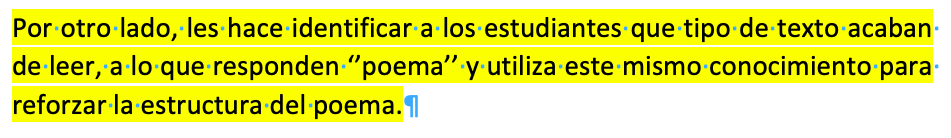 Por otro lado, les hace identificar a los estudiantes que tipo de texto acaban
de leer, a lo que responden ‘’poema’’ y utiliza este mismo conocimiento para
reforzar la estructura del poema.¶